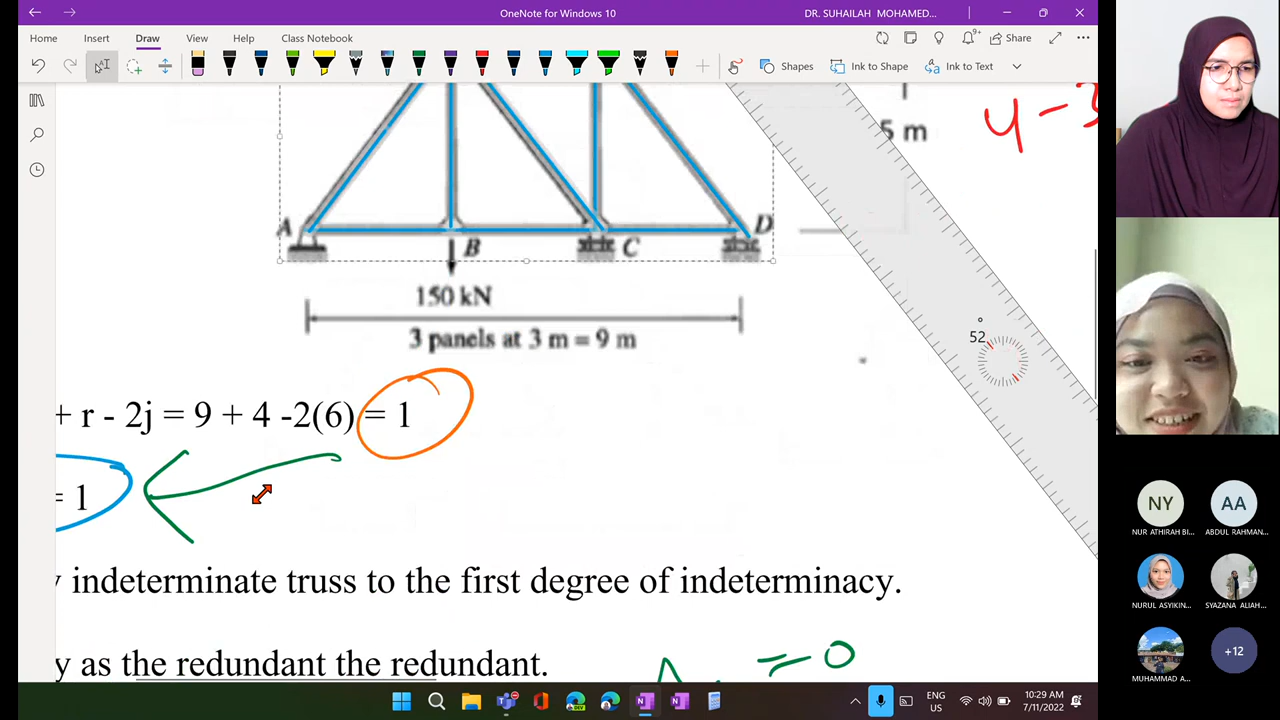 OneNote for Windows 10
DR. SUHAILAH MOHAMED...
Home Insert Draw View Help Class Notebook
9+ Share
Shapes Ink to Shape Ink to Text
A
B
C
D
150 kN
3 panels at 3 m = 9 m
5 m
4 - 3
52
+ r - 2j = 9 + 4 -2(6) = 1
= 1
y indeterminate truss to the first degree of indeterminacy.
y as the redundant the redundant.
= 0
NY
NUR ATHIRAH BI...
AA
ABDUL RAHMAN...
NURUL ASYIKIN...
SYAZANA ALIAH...
MUHAMMAD A...
+12
ENG
US
10:29 AM
7/11/2022